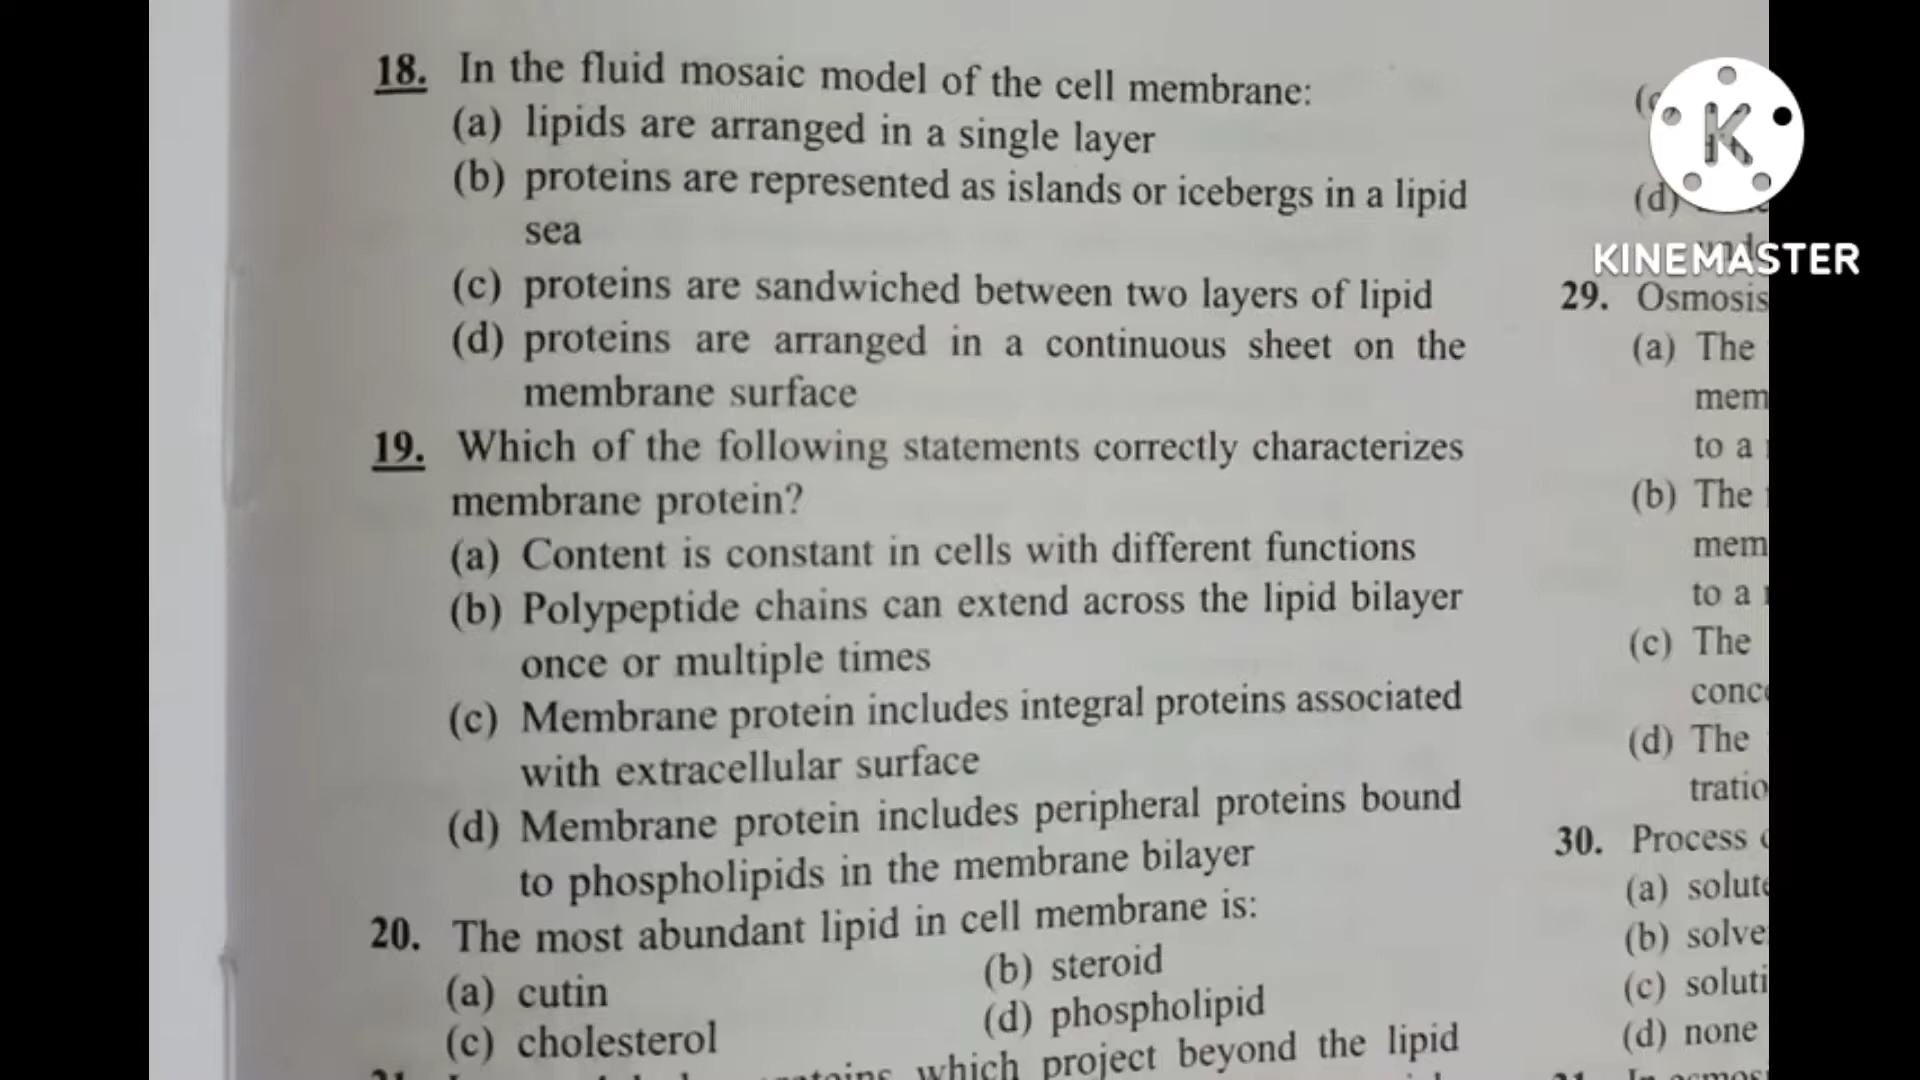 18. In the fluid mosaic model of the cell membrane:
(a) lipids are arranged in a single layer
(b) proteins are represented as islands or icebergs in a lipid
sea
(c) proteins are sandwiched between two layers of lipid
(d) proteins are arranged in a continuous sheet on the
membrane surface
19. Which of the following statements correctly characterizes
membrane protein?
(a) Content is constant in cells with different functions
(b) Polypeptide chains can extend across the lipid bilayer
once or multiple times
(c) Membrane protein includes integral proteins associated
with extracellular surface
(d) Membrane protein includes peripheral proteins bound
to phospholipids in the membrane bilayer
20. The most abundant lipid in cell membrane is:
(a) cutin (b) steroid
(c) cholesterol (d) phospholipid
which project beyond the lipid
(d)
29. Osmosis
(a) The
mem
to a
(b) The
mem
to a
(c) The
conc
(d) The
tratio
30. Process
(a) solut
(b) solve
(c) soluti
(d) none
K
KINEMASTER